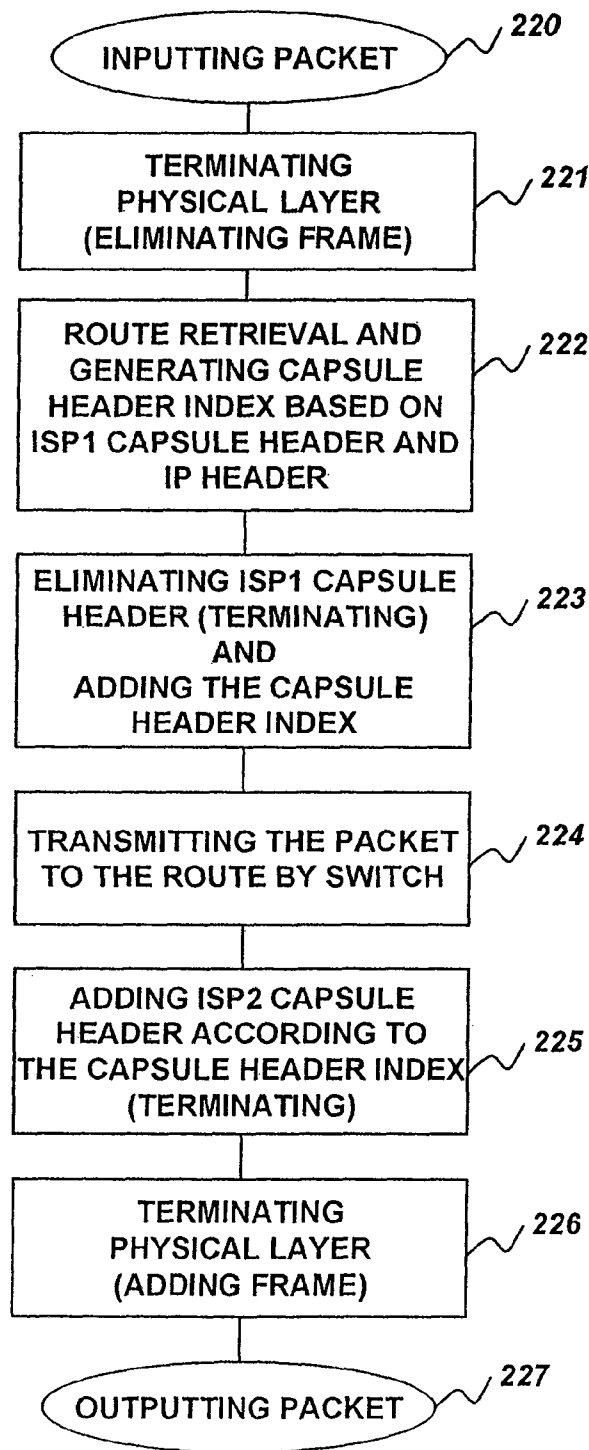 220
INPUTTING PACKET
TERMINATING
PHYSICAL LAYER
(ELIMINATING FRAME)
221
ROUTE RETRIEVAL AND
GENERATING CAPSULE
HEADER INDEX BASED ON
ISP1 CAPSULE HEADER AND
IP HEADER
222
ELIMINATING ISP1 CAPSULE
HEADER (TERMINATING)
AND
ADDING THE CAPSULE
HEADER INDEX
223
TRANSMITTING THE PACKET
TO THE ROUTE BY SWITCH
224
ADDING ISP2 CAPSULE
HEADER ACCORDING TO
THE CAPSULE HEADER INDEX
(TERMINATING)
225
TERMINATING
PHYSICAL LAYER
(ADDING FRAME)
226
OUTPUTTING PACKET
227